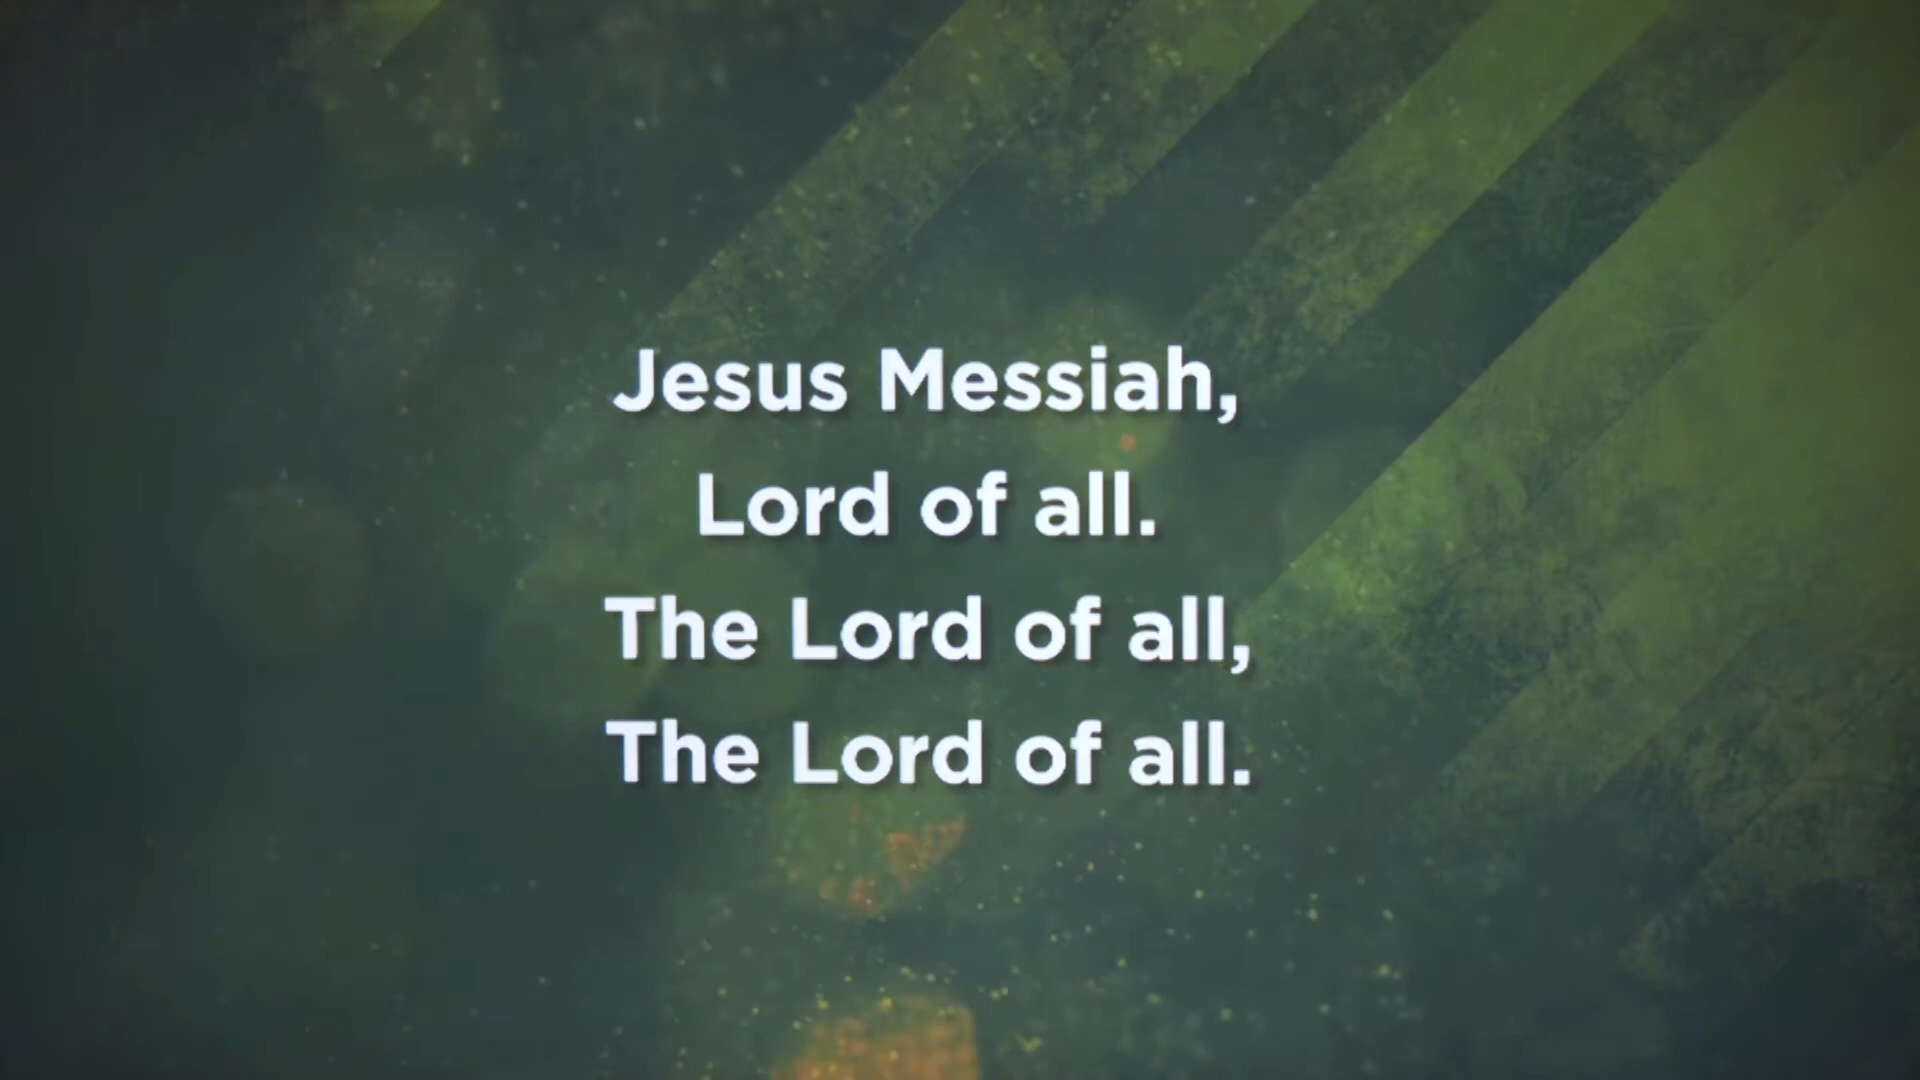 Jesus Messiah,
Lord of all.
The Lord of all,
The Lord of all.